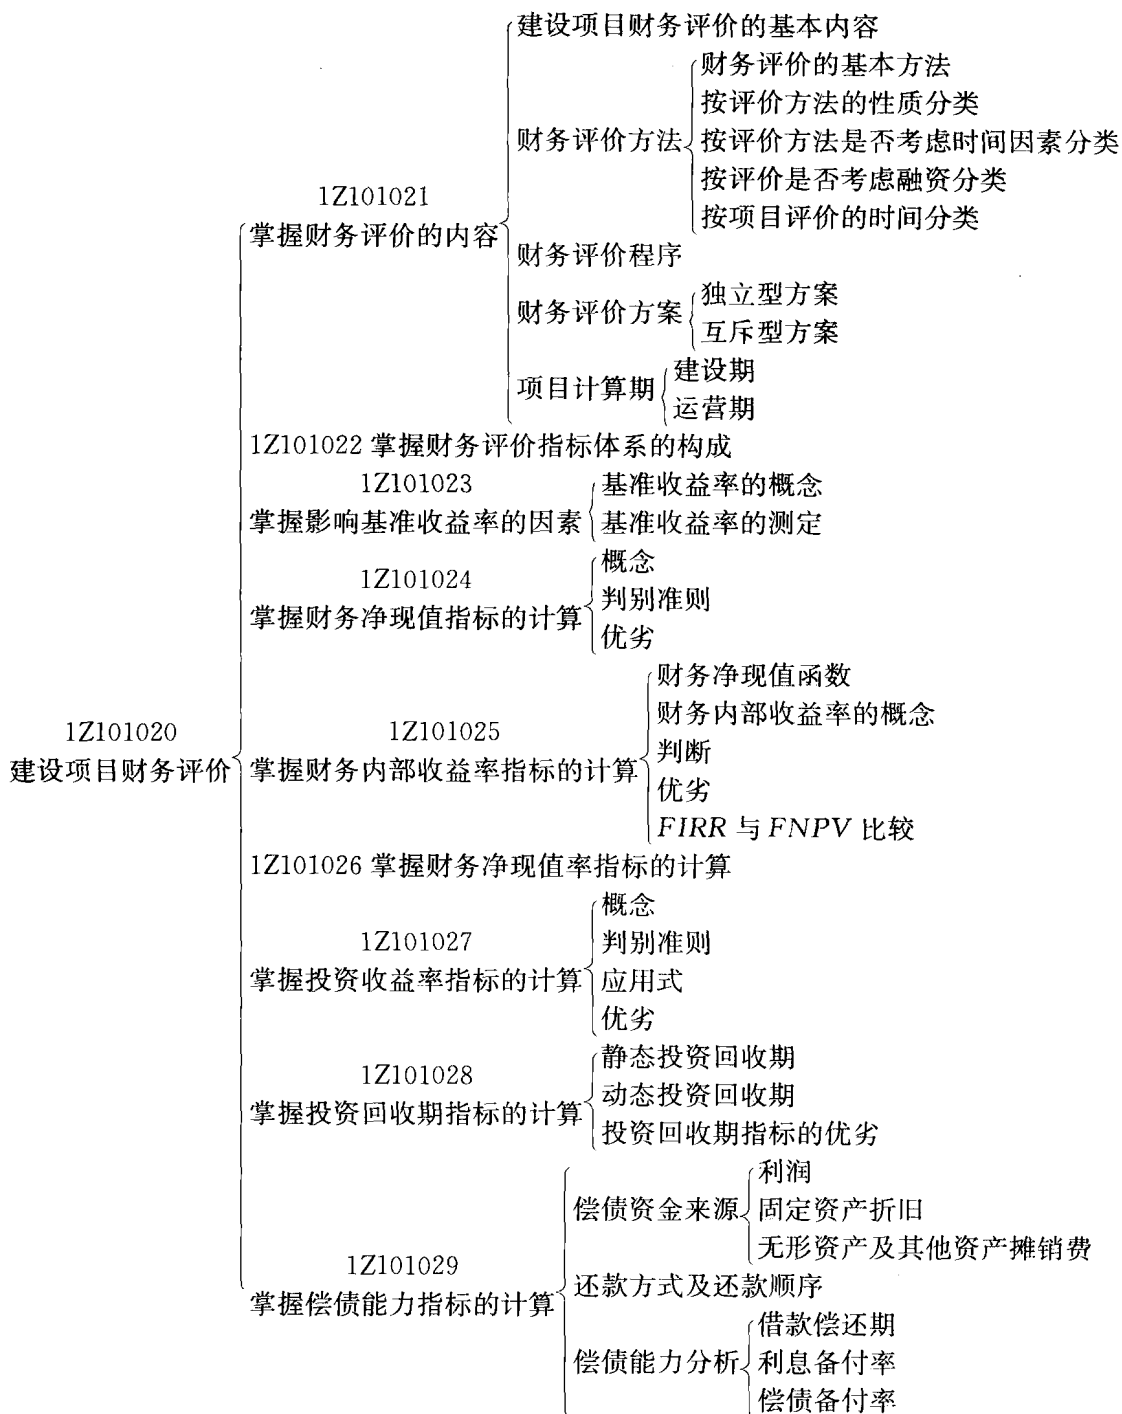 建设项目财务评价的基本内容
财务评价的基本方法
按评价方法的性质分类
财务评价方法
按评价方法是否考虑时间因素分类
按评价是否考虑融资分类
按项目评价的时间分类
1Z101021
掌握财务评价的内容
财务评价程序
财务评价方案
独立型方案
互斥型方案
项目计算期
建设期
运营期
1Z101022 掌握财务评价指标体系的构成
1Z101023
掌握影响基准收益率的因素
基准收益率的概念
基准收益率的测定
1Z101024
掌握财务净现值指标的计算
概念
判别准则
优劣
1Z101020
建设项目财务评价
1Z101025
掌握财务内部收益率指标的计算
财务净现值函数
财务内部收益率的概念
判断
优劣
FIRR 与 FNPV 比较
1Z101026 掌握财务净现值率指标的计算
1Z101027
掌握投资收益率指标的计算
概念
判别准则
应用式
优劣
1Z101028
掌握投资回收期指标的计算
静态投资回收期
动态投资回收期
投资回收期指标的优劣
1Z101029
掌握偿债能力指标的计算
偿债资金来源
利润
固定资产折旧
无形资产及其他资产摊销费
还款方式及还款顺序
偿债能力分析
借款偿还期
利息备付率
偿债备付率